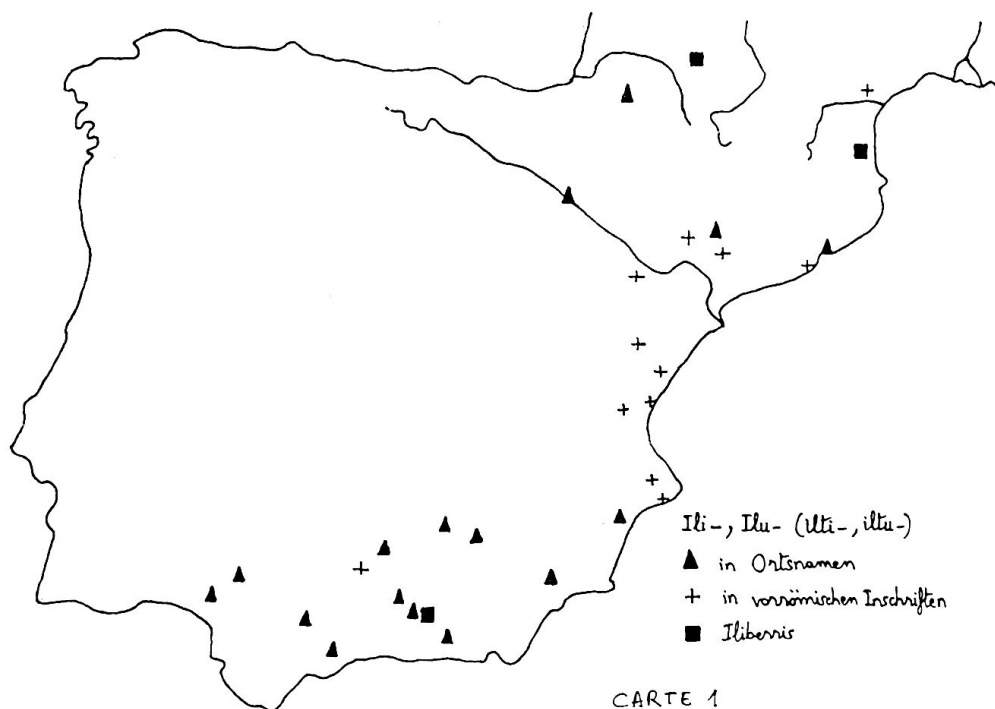 Ili-, Ilu- (ilti-, iltu-)
in Ortsnamen
in vorrömischen Inschriften
Iliberris
CARTE 1